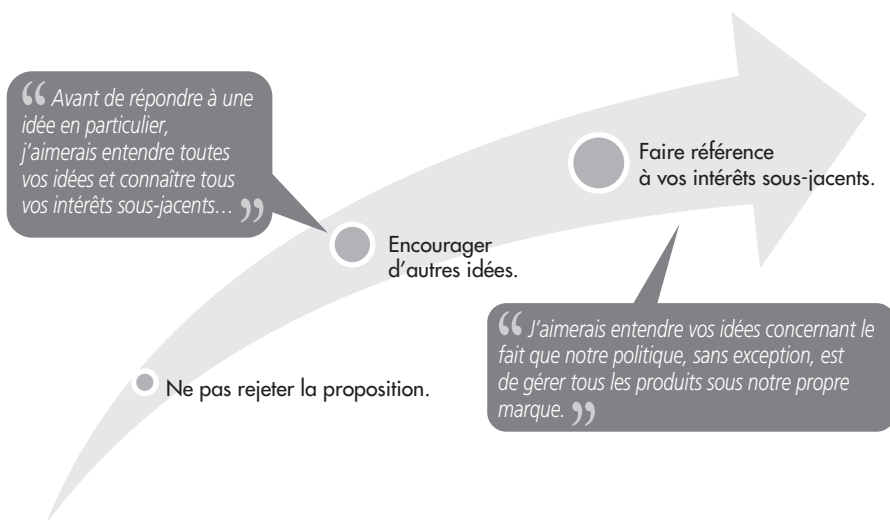 “ Avant de répondre à une
idée en particulier,
j’aimerais entendre toutes
vos idées et connaître tous
vos intérêts sous-jacents… ”
Faire référence
à vos intérêts sous-jacents.
Encourager
d’autres idées.
“ J’aimerais entendre vos idées concernant le
fait que notre politique, sans exception, est
de gérer tous les produits sous notre propre
marque. ”
Ne pas rejeter la proposition.